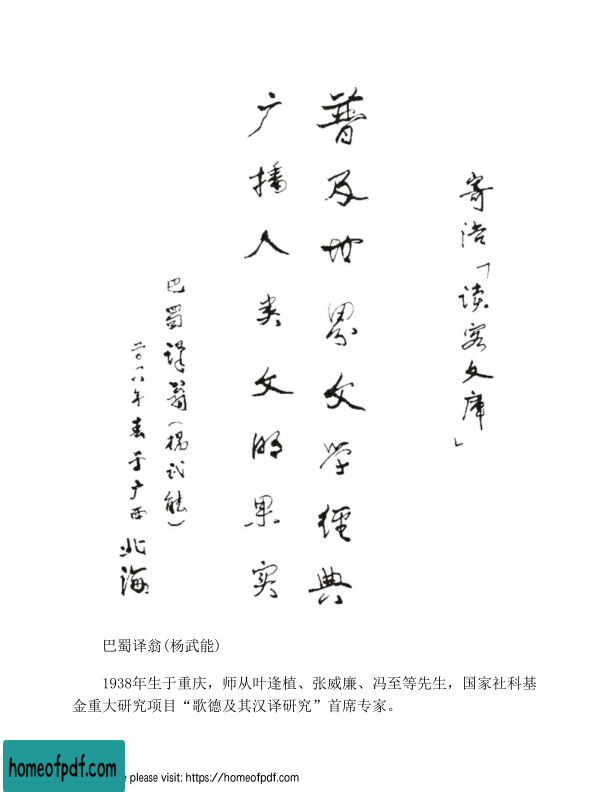 寄语「读客文庫」
普及世界文学經典
广播人类文明果实
巴蜀译翁(杨武能)
二〇一八年春于广西北海
巴蜀译翁(杨武能)
1938年生于重庆，师从叶逢植、张威廉、冯至等先生，国家社科基
金重大研究项目“歌德及其汉译研究”首席专家。
homeofpdf.com
e please visit: https://homeofpdf.com